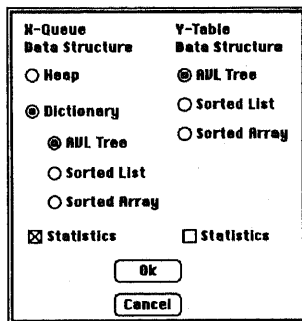 X-Queue
Data Structure
Heap
Dictionary
AVL Tree
Sorted List
Sorted Array
Statistics
Y-Table
Data Structure
AVL Tree
Sorted List
Sorted Array
Statistics
Ok
Cancel